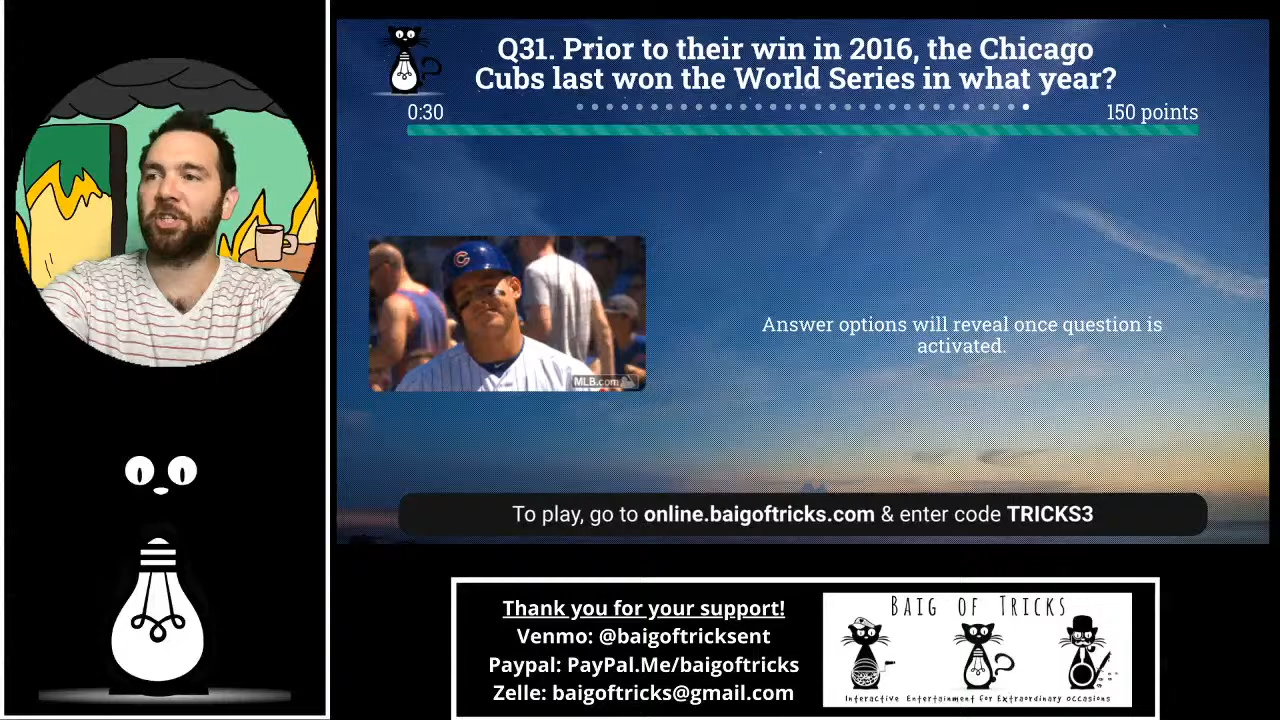 Q31. Prior to their win in 2016, the Chicago
Cubs last won the World Series in what year?
0:30
150 points
C
MLB.com
Answer options will reveal once question is
activated.
To play, go to online.baigoftricks.com & enter code TRICKS3
Thank you for your support!
Venmo: @baigoftricksent
Paypal: PayPal.Me/baigoftricks
Zelle: baigoftricks@gmail.com
BAIG OF TRICKS
Interactive Entertainment for Extraordinary occasions